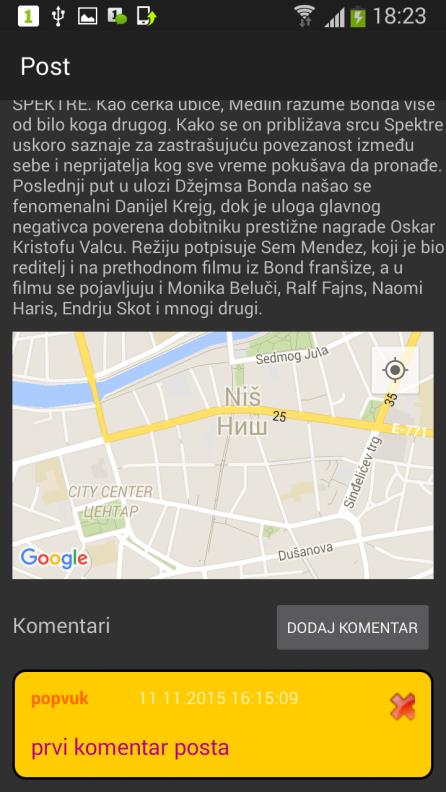 18:23
Post
SPEKTRE. Kao ćerka ubice, Medlin razume Bonda više
od bilo koga drugog. Kako se on približava srcu Spektre
uskoro saznaje za zastrašujuću povezanost između
sebe i neprijatelja kog sve vreme pokušava da pronađe.
Poslednji put u ulozi Džejmsa Bonda našao se
fenomenalni Danijel Krejg, dok je uloga glavnog
negativca poverena dobitniku prestižne nagrade Oskar
Kristofu Valcu. Režiju potpisuje Sem Mendez, koji je bio
reditelj i na prethodnom filmu iz Bond franšize, a u
filmu se pojavljuju i Monika Beluči, Ralf Fajns, Naomi
Haris, Endrju Skot i mnogi drugi.
Sedmog Jula
Niš
Ниш
25
35
E-771
CITY CENTER
ЦЕНТАР
Sinđelićev trg
Dušanova
Google
Komentari
DODAJ KOMENTAR
popvuk 11.11.2015 16:15:09
prvi komentar posta